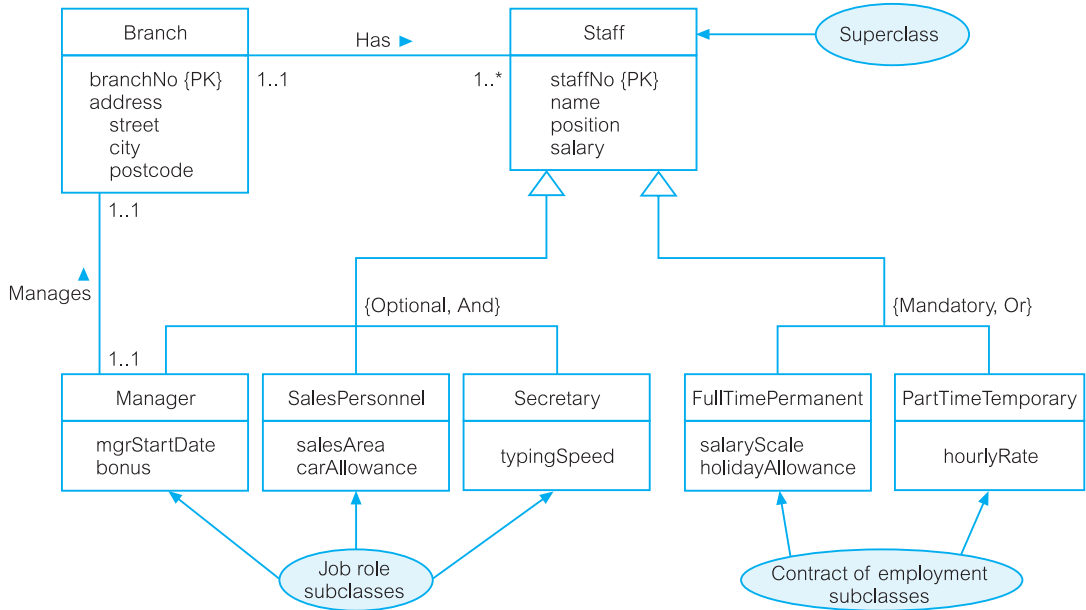 Branch
Has ►
Staff
Superclass
branchNo {PK}
address
street
city
postcode
1..1
1..*
staffNo {PK}
name
position
salary
1..1
Manages
▲
{Optional, And}
{Mandatory, Or}
1..1
Manager
SalesPersonnel
Secretary
FullTimePermanent
PartTimeTemporary
mgrStartDate
bonus
salesArea
carAllowance
typingSpeed
salaryScale
holidayAllowance
hourlyRate
Job role
subclasses
Contract of employment
subclasses